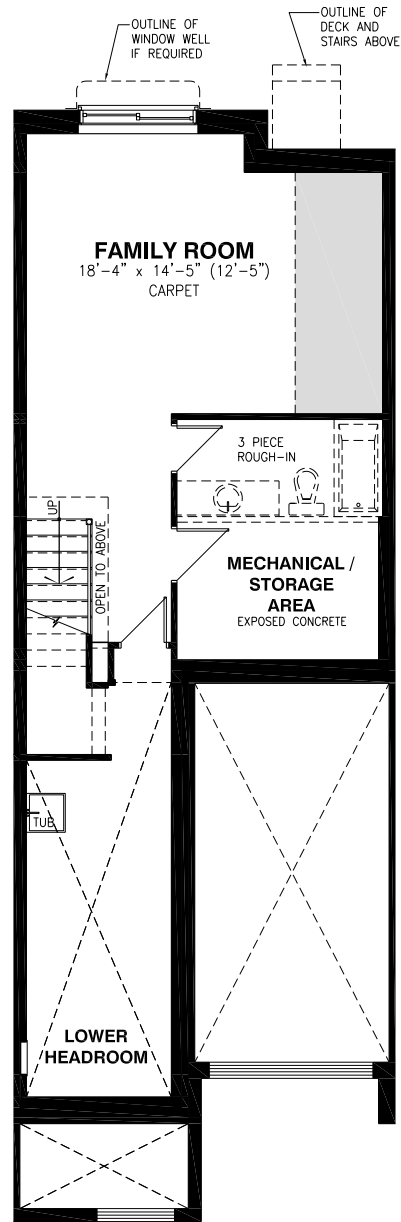 OUTLINE OF
WINDOW WELL
IF REQUIRED
OUTLINE OF
DECK AND
STAIRS ABOVE
FAMILY ROOM
18'-4" x 14'-5" (12'-5")
CARPET
3 PIECE
ROUGH-IN
UP
OPEN TO ABOVE
MECHANICAL /
STORAGE
AREA
EXPOSED CONCRETE
TUB
LOWER
HEADROOM